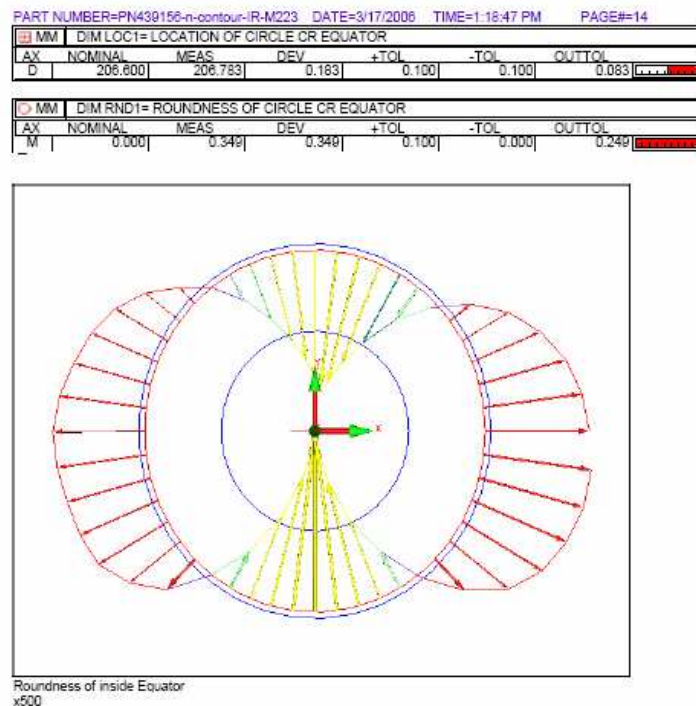 PART NUMBER=PN439156-n-contour-IR-M223 DATE=3/17/2006 TIME=1:18:47 PM PAGE#=14
MM DIM LOC1= LOCATION OF CIRCLE CR EQUATOR
AX NOMINAL MEAS DEV +TOL -TOL OUTTOL
D 206.600 206.783 0.183 0.100 0.100 0.083
MM DIM RND1= ROUNDNESS OF CIRCLE CR EQUATOR
AX NOMINAL MEAS DEV +TOL -TOL OUTTOL
M 0.000 0.349 0.349 0.100 0.000 0.249
Y
X
Roundness of inside Equator
x500